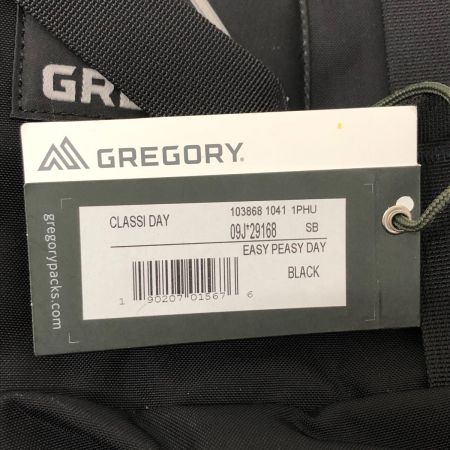 GRE
GREGORY.
gregorypacks.com
CLASSI DAY
103868 1041 1PHU
09J*29168 SB
EASY PEASY DAY
BLACK
1 90207 01567 6